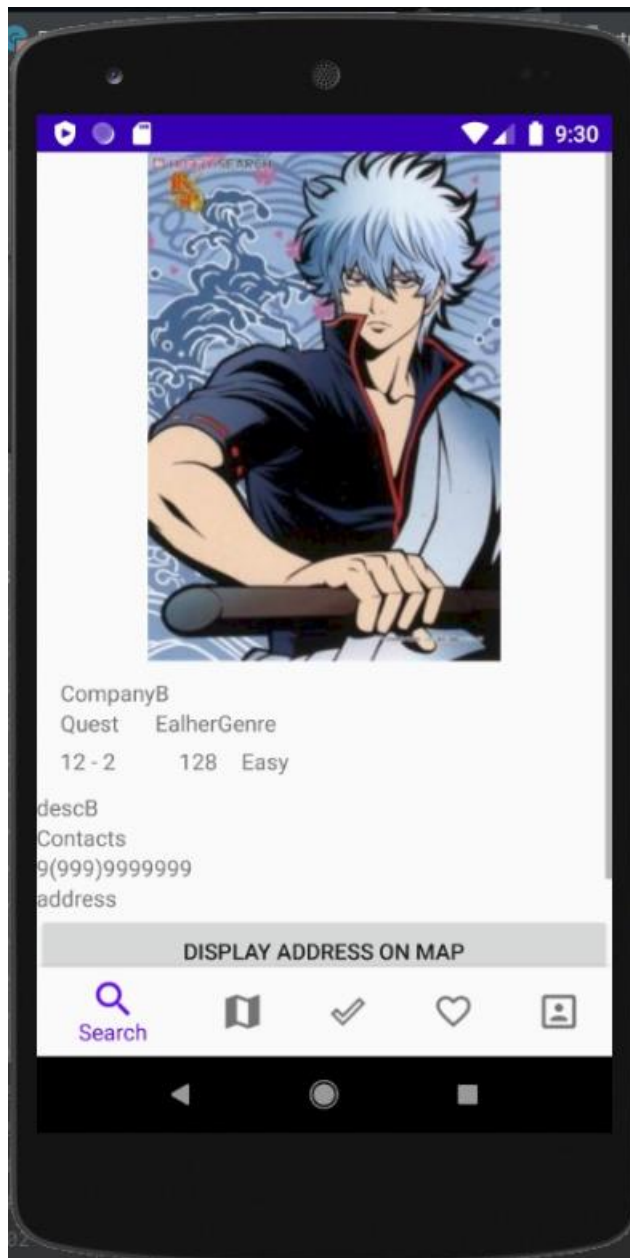 9:30
SEARCH
CompanyB
Quest EalherGenre
12 - 2 128 Easy
descB
Contacts
9(999)9999999
address
DISPLAY ADDRESS ON MAP
Search